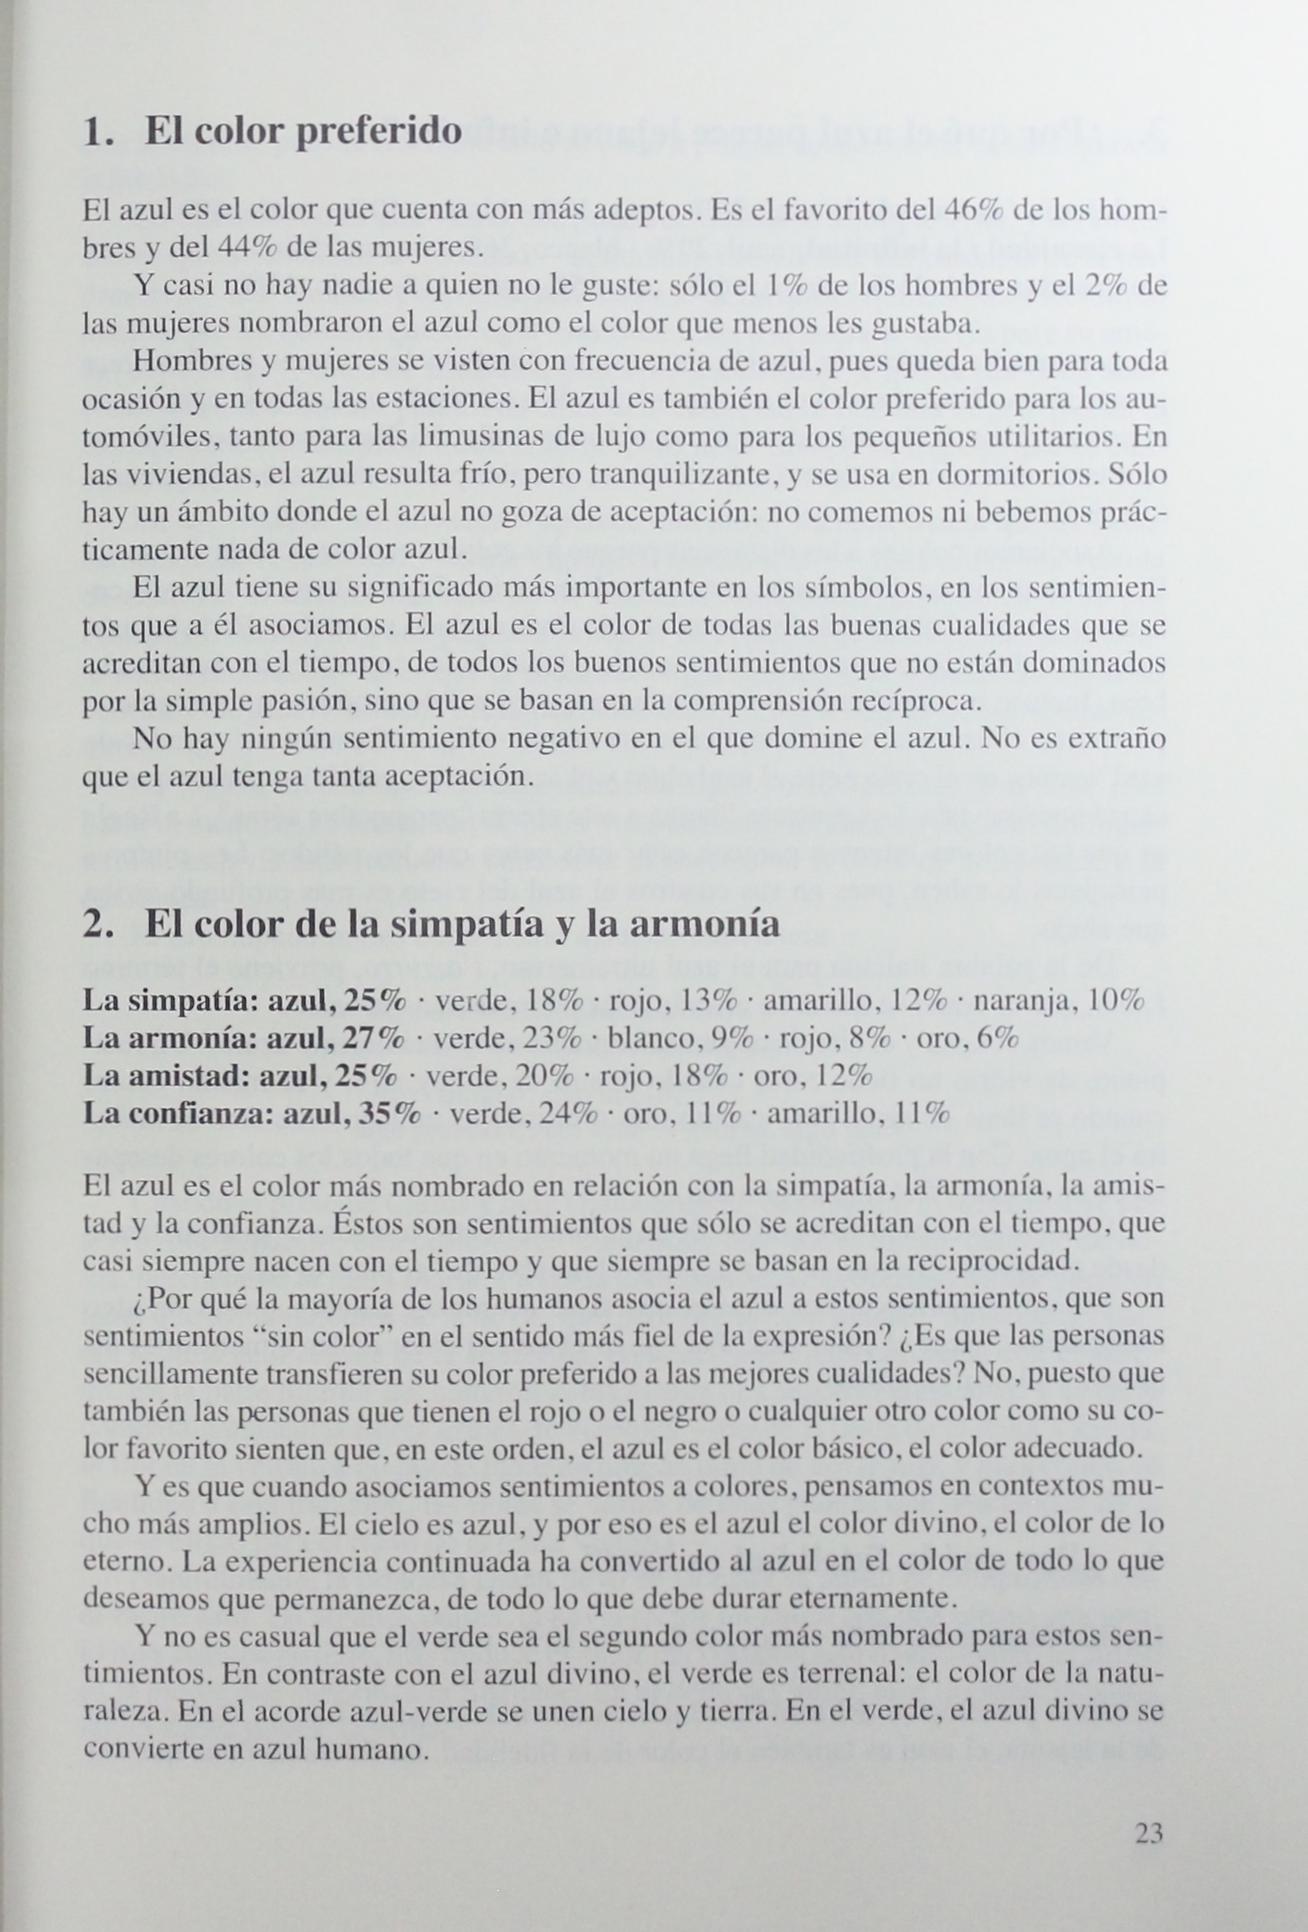 1. El color preferido
El azul es el color que cuenta con más adeptos. Es el favorito del 46% de los hom-
bres y del 44% de las mujeres.
Y casi no hay nadie a quien no le guste: sólo el 1% de los hombres y el 2% de
las mujeres nombraron el azul como el color que menos les gustaba.
Hombres y mujeres se visten con frecuencia de azul, pues queda bien para toda
ocasión y en todas las estaciones. El azul es también el color preferido para los au-
tomóviles, tanto para las limusinas de lujo como para los pequeños utilitarios. En
las viviendas, el azul resulta frío, pero tranquilizante, y se usa en dormitorios. Sólo
hay un ámbito donde el azul no goza de aceptación: no comemos ni bebemos prác-
ticamente nada de color azul.
El azul tiene su significado más importante en los símbolos, en los sentimien-
tos que a él asociamos. El azul es el color de todas las buenas cualidades que se
acreditan con el tiempo, de todos los buenos sentimientos que no están dominados
por la simple pasión, sino que se basan en la comprensión recíproca.
No hay ningún sentimiento negativo en el que domine el azul. No es extraño
que el azul tenga tanta aceptación.
2. El color de la simpatía y la armonía
La simpatía: azul, 25% · verde, 18% · rojo, 13% · amarillo, 12% · naranja, 10%
La armonía: azul, 27% · verde, 23% · blanco, 9% · rojo, 8% · oro, 6%
La amistad: azul, 25% · verde, 20% · rojo, 18% · oro, 12%
La confianza: azul, 35% · verde, 24% · oro, 11% · amarillo, 11%
El azul es el color más nombrado en relación con la simpatía, la armonía, la amis-
tad y la confianza. Éstos son sentimientos que sólo se acreditan con el tiempo, que
casi siempre nacen con el tiempo y que siempre se basan en la reciprocidad.
¿Por qué la mayoría de los humanos asocia el azul a estos sentimientos, que son
sentimientos “sin color” en el sentido más fiel de la expresión? ¿Es que las personas
sencillamente transfieren su color preferido a las mejores cualidades? No, puesto que
también las personas que tienen el rojo o el negro o cualquier otro color como su co-
lor favorito sienten que, en este orden, el azul es el color básico, el color adecuado.
Y es que cuando asociamos sentimientos a colores, pensamos en contextos mu-
cho más amplios. El cielo es azul, y por eso es el azul el color divino, el color de lo
eterno. La experiencia continuada ha convertido al azul en el color de todo lo que
deseamos que permanezca, de todo lo que debe durar eternamente.
Y no es casual que el verde sea el segundo color más nombrado para estos sen-
timientos. En contraste con el azul divino, el verde es terrenal: el color de la natu-
raleza. En el acorde azul-verde se unen cielo y tierra. En el verde, el azul divino se
convierte en azul humano.
23